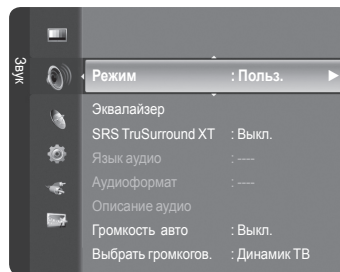 Звук
Режим : Польз.
Эквалайзер
SRS TruSurround XT : Выкл.
Язык аудио : ----
Аудиоформат : ----
Описание аудио
Громкость авто : Выкл.
Выбрать громкогов. : Динамик ТВ